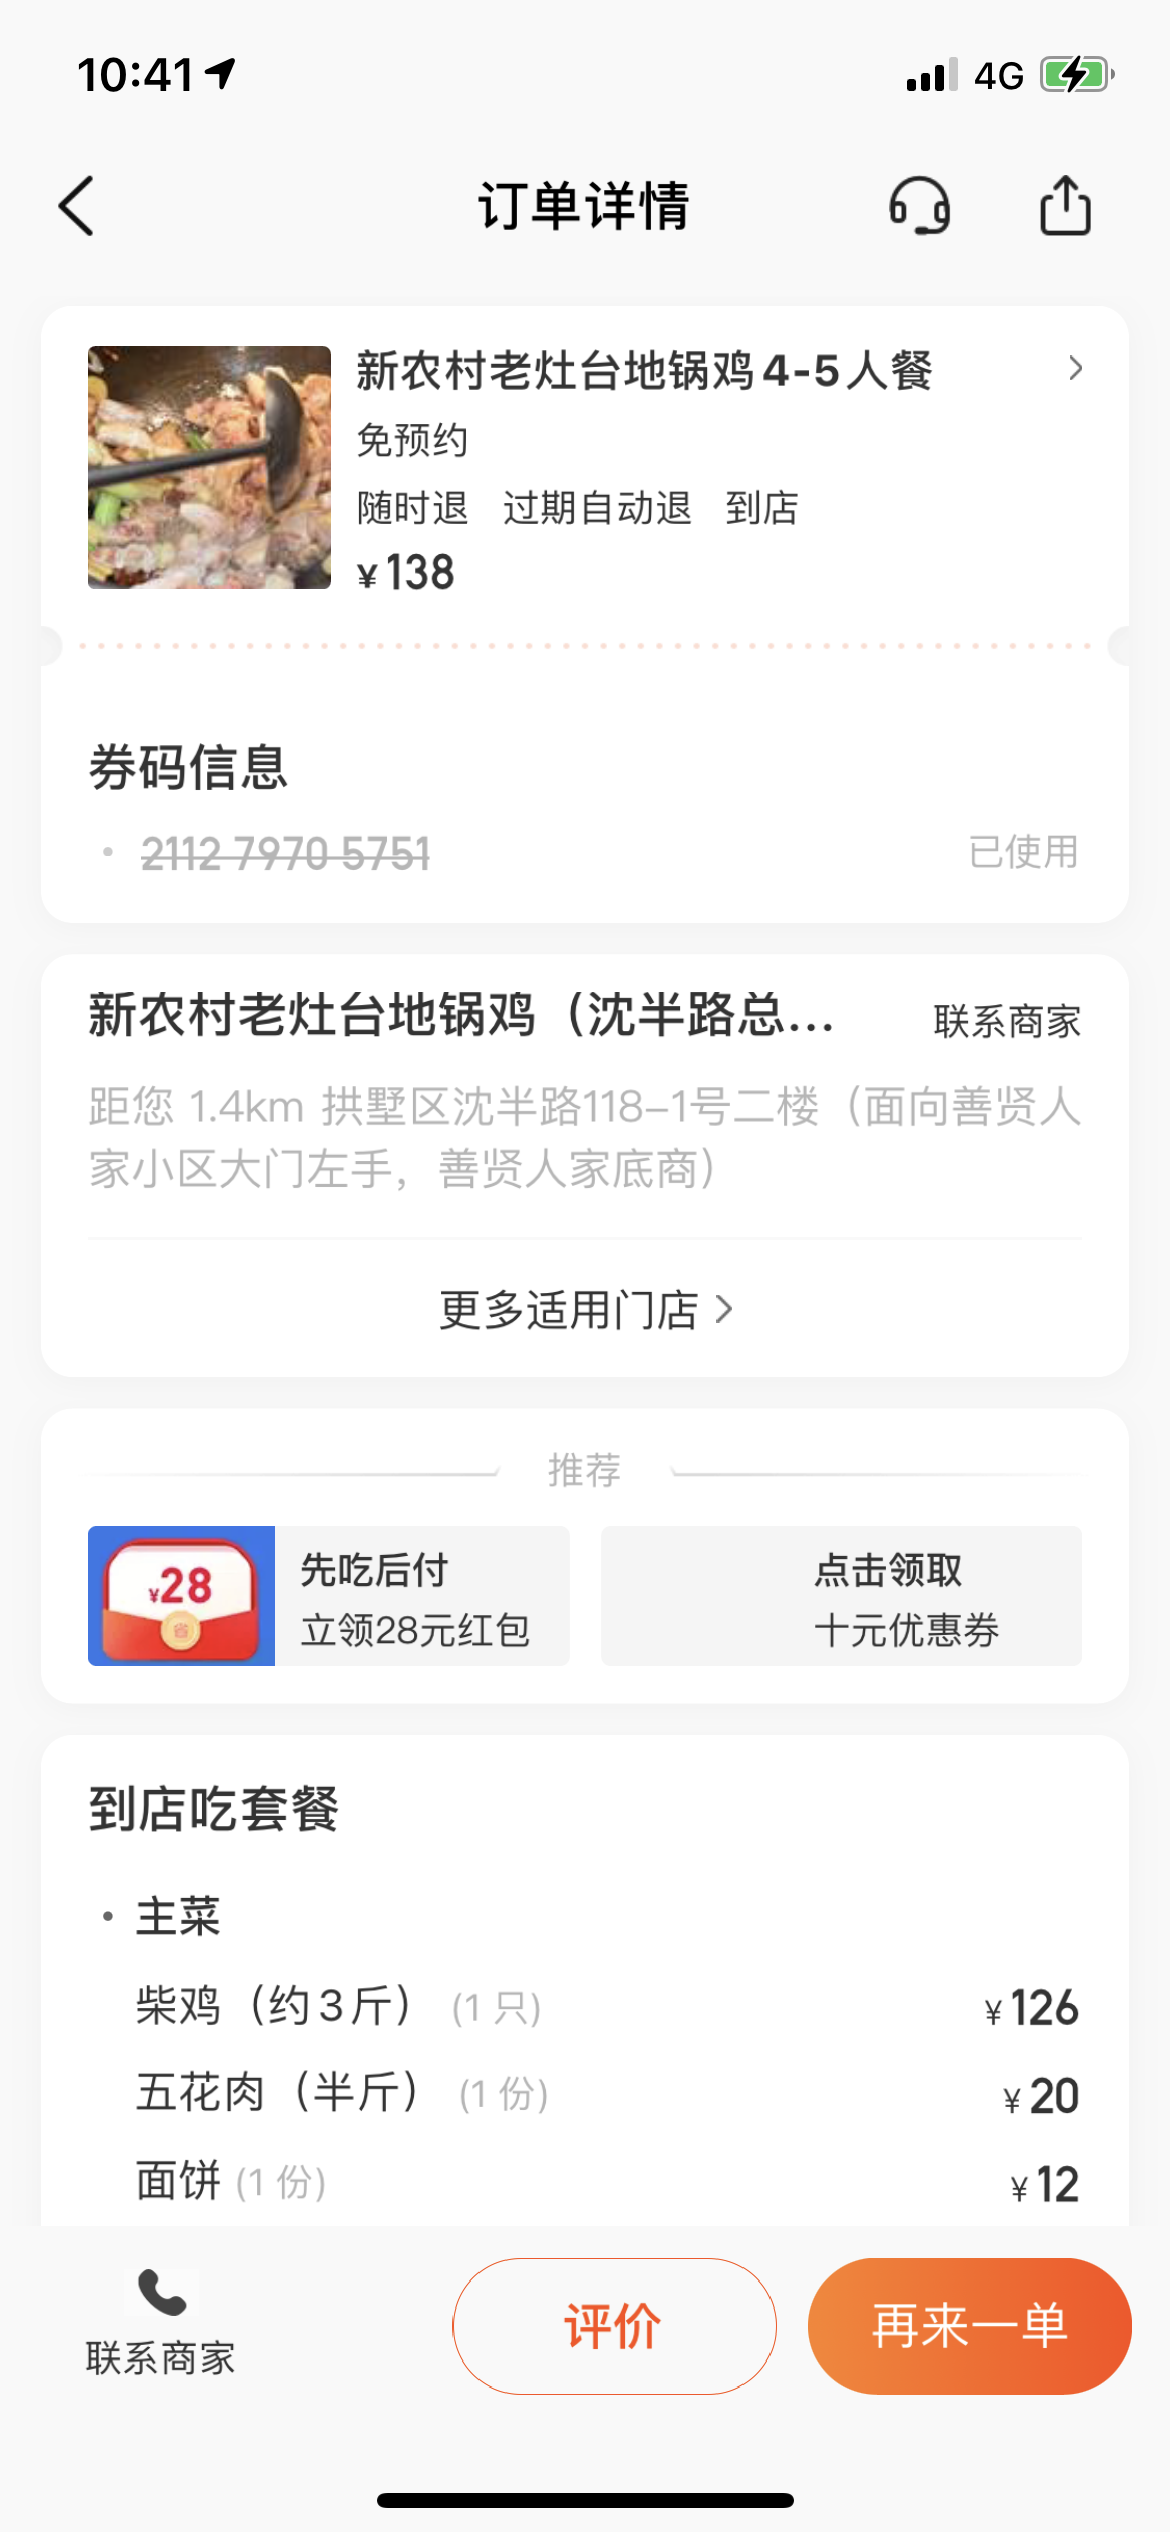 10:41
4G
订单详情
新农村老灶台地锅鸡4-5人餐
免预约
随时退 过期自动退 到店
¥138
券码信息
2112 7970 5751 已使用
新农村老灶台地锅鸡（沈半路总... 联系商家
距您 1.4km 拱墅区沈半路118-1号二楼（面向善贤人
家小区大门左手，善贤人家底商）
更多适用门店
推荐
¥28
先吃后付
立领28元红包
点击领取
十元优惠券
到店吃套餐
• 主菜
柴鸡（约3斤） (1 只) ¥126
五花肉（半斤） (1 份) ¥20
面饼 (1 份) ¥12
联系商家
评价
再来一单